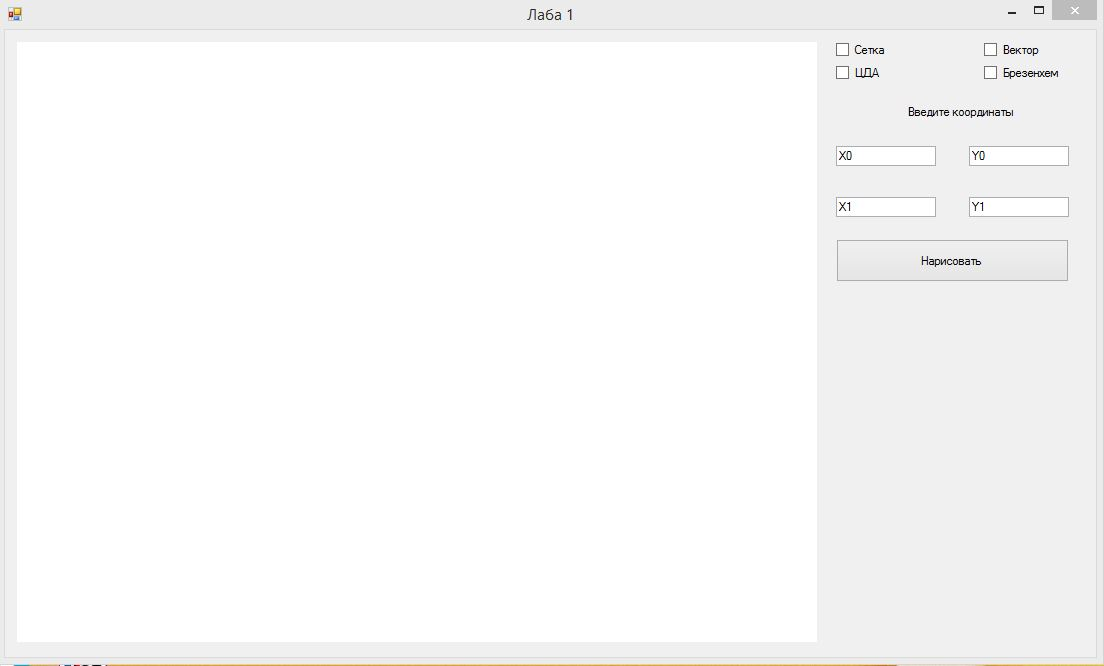 Лаба 1
Сетка Вектор
ЦДА Брезенхем
Введите координаты
X0 Y0
X1 Y1
Нарисовать